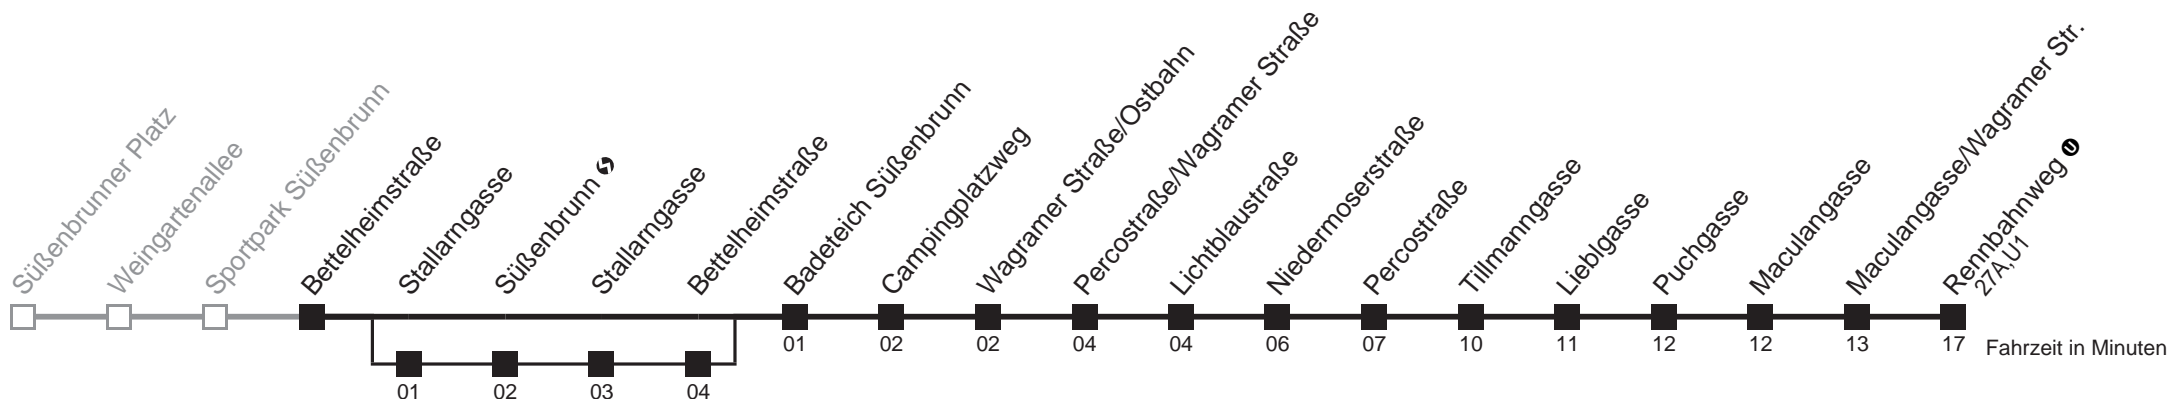 Süßenbrunner Platz
Weingartenallee
Sportpark Süßenbrunn
Bettelheimstraße
Stallarngasse
Süßenbrunn
Stallarngasse
Bettelheimstraße
Badeteich Süßenbrunn
Campingplatzweg
Wagramer Straße/Ostbahn
Percostraße/Wagramer Straße
Lichtblaustraße
Niedermoserstraße
Percostraße
Tillmanngasse
Lieblgasse
Puchgasse
Maculangasse
Maculangasse/Wagramer Str.
Rennbahnweg U
27A,U1
01 02 02 04 04 06 07 10 11 12 12 13 17 Fahrzeit in Minuten
01 02 03 04